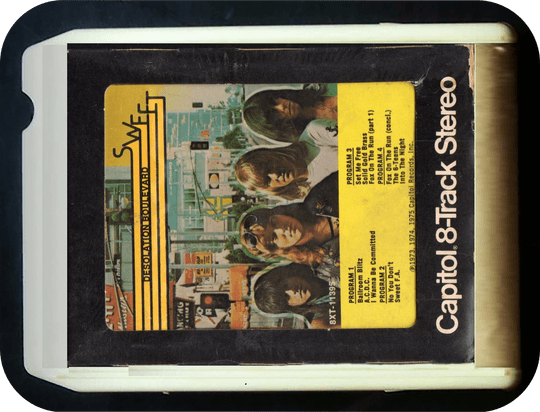 SWEET
DESOLATION BOULEVARD
8XT-11395
PROGRAM 1
Ballroom Blitz
A.C.D.C.
I Wanna Be Committed
PROGRAM 2
No You Don't
Sweet F.A.
PROGRAM 3
Set Me Free
Solid Gold Brass
Fox On The Run (part 1)
PROGRAM 4
Fox On The Run (concl.)
The 6-Teens
Into The Night
℗1973, 1974, 1975 Capitol Records, Inc.
Capitol® 8-Track Stereo